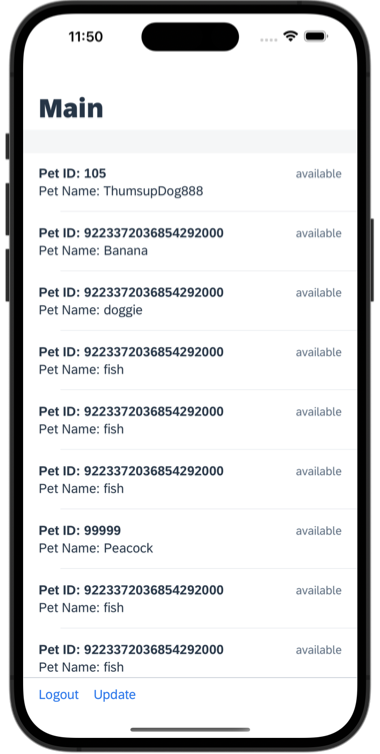 11:50
Main
Pet ID: 105 available
Pet Name: ThumsupDog888
Pet ID: 9223372036854292000 available
Pet Name: Banana
Pet ID: 9223372036854292000 available
Pet Name: doggie
Pet ID: 9223372036854292000 available
Pet Name: fish
Pet ID: 9223372036854292000 available
Pet Name: fish
Pet ID: 9223372036854292000 available
Pet Name: fish
Pet ID: 99999 available
Pet Name: Peacock
Pet ID: 9223372036854292000 available
Pet Name: fish
Pet ID: 9223372036854292000 available
Pet Name: fish
Logout Update